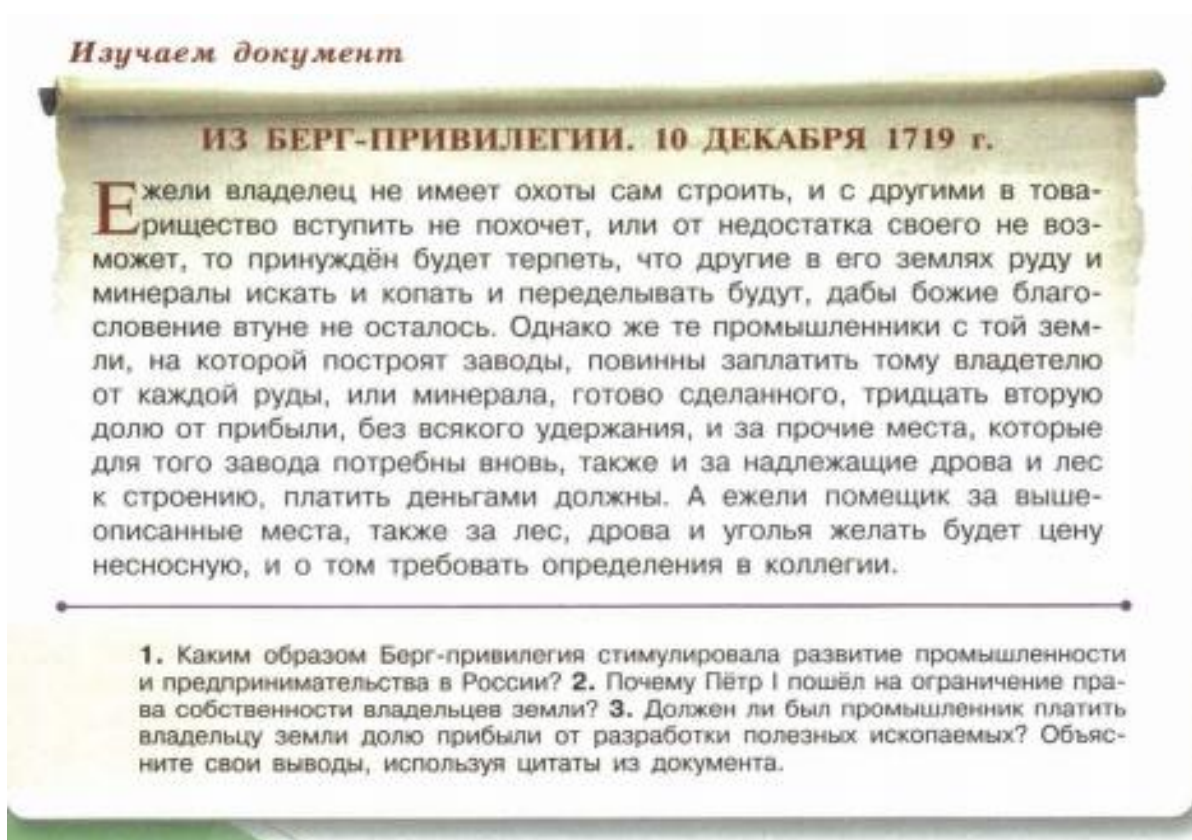 Изучаем документ
ИЗ БЕРГ-ПРИВИЛЕГИИ. 10 ДЕКАБРЯ 1719 г.
Ежели владелец не имеет охоты сам строить, и с другими в това-
рищество вступить не похочет, или от недостатка своего не воз-
может, то принуждён будет терпеть, что другие в его землях руду и
минералы искать и копать и переделывать будут, дабы божие благо-
словение втуне не осталось. Однако же те промышленники с той зем-
ли, на которой построят заводы, повинны заплатить тому владетелю
от каждой руды, или минерала, готово сделанного, тридцать вторую
долю от прибыли, без всякого удержания, и за прочие места, которые
для того завода потребны вновь, также и за надлежащие дрова и лес
к строению, платить деньгами должны. А ежели помещик за выше-
описанные места, также за лес, дрова и уголья желать будет цену
несносную, и о том требовать определения в коллегии.
1. Каким образом Берг-привилегия стимулировала развитие промышленности
и предпринимательства в России? 2. Почему Пётр I пошёл на ограничение пра-
ва собственности владельцев земли? 3. Должен ли был промышленник платить
владельцу земли долю прибыли от разработки полезных ископаемых? Объяс-
ните свои выводы, используя цитаты из документа.